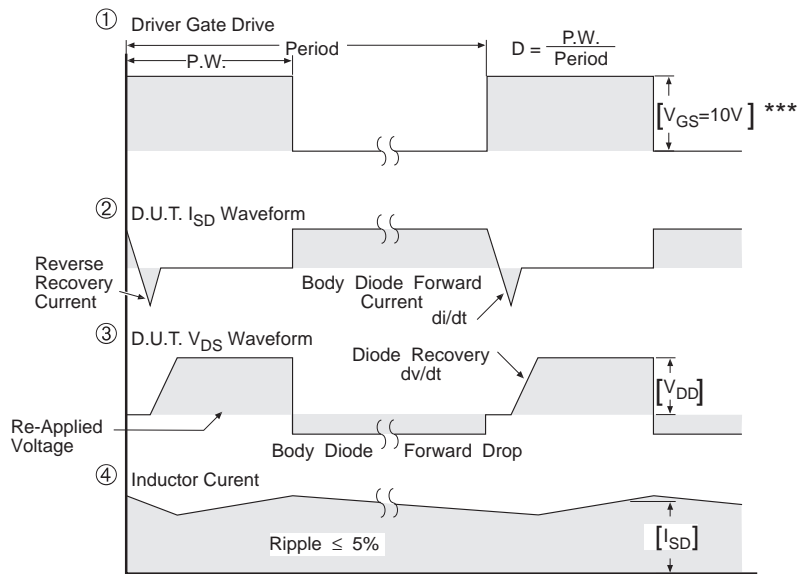 ① Driver Gate Drive
Period
P.W.
D = P.W.
Period
[VGS=10V] ***
② D.U.T. ISD Waveform
Reverse
Recovery
Current
Body Diode Forward
Current
di/dt
③ D.U.T. VDS Waveform
Diode Recovery
dv/dt
[VDD]
Re-Applied
Voltage
Body Diode Forward Drop
④ Inductor Curent
Ripple ≤ 5%
[ISD]